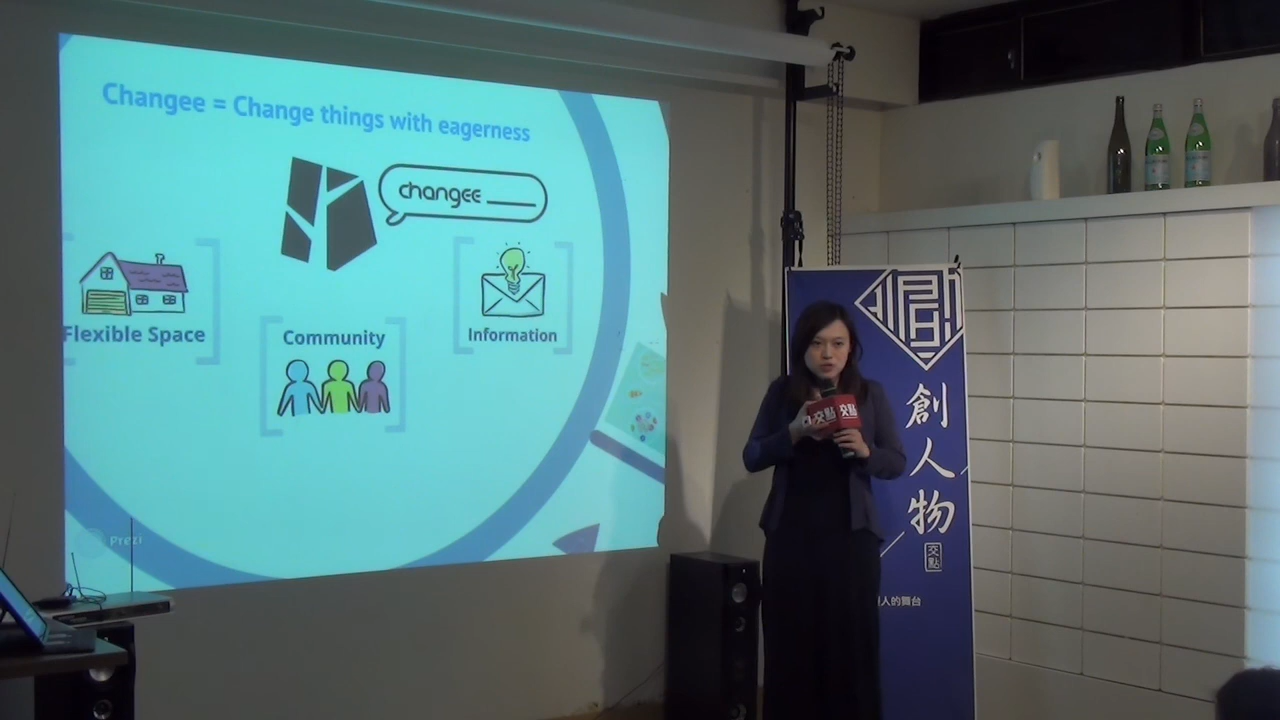 Changee = Change things with eagerness
changee
Flexible Space
Community
Information
Prezi
交點 交點
創人物
交點
人的舞台